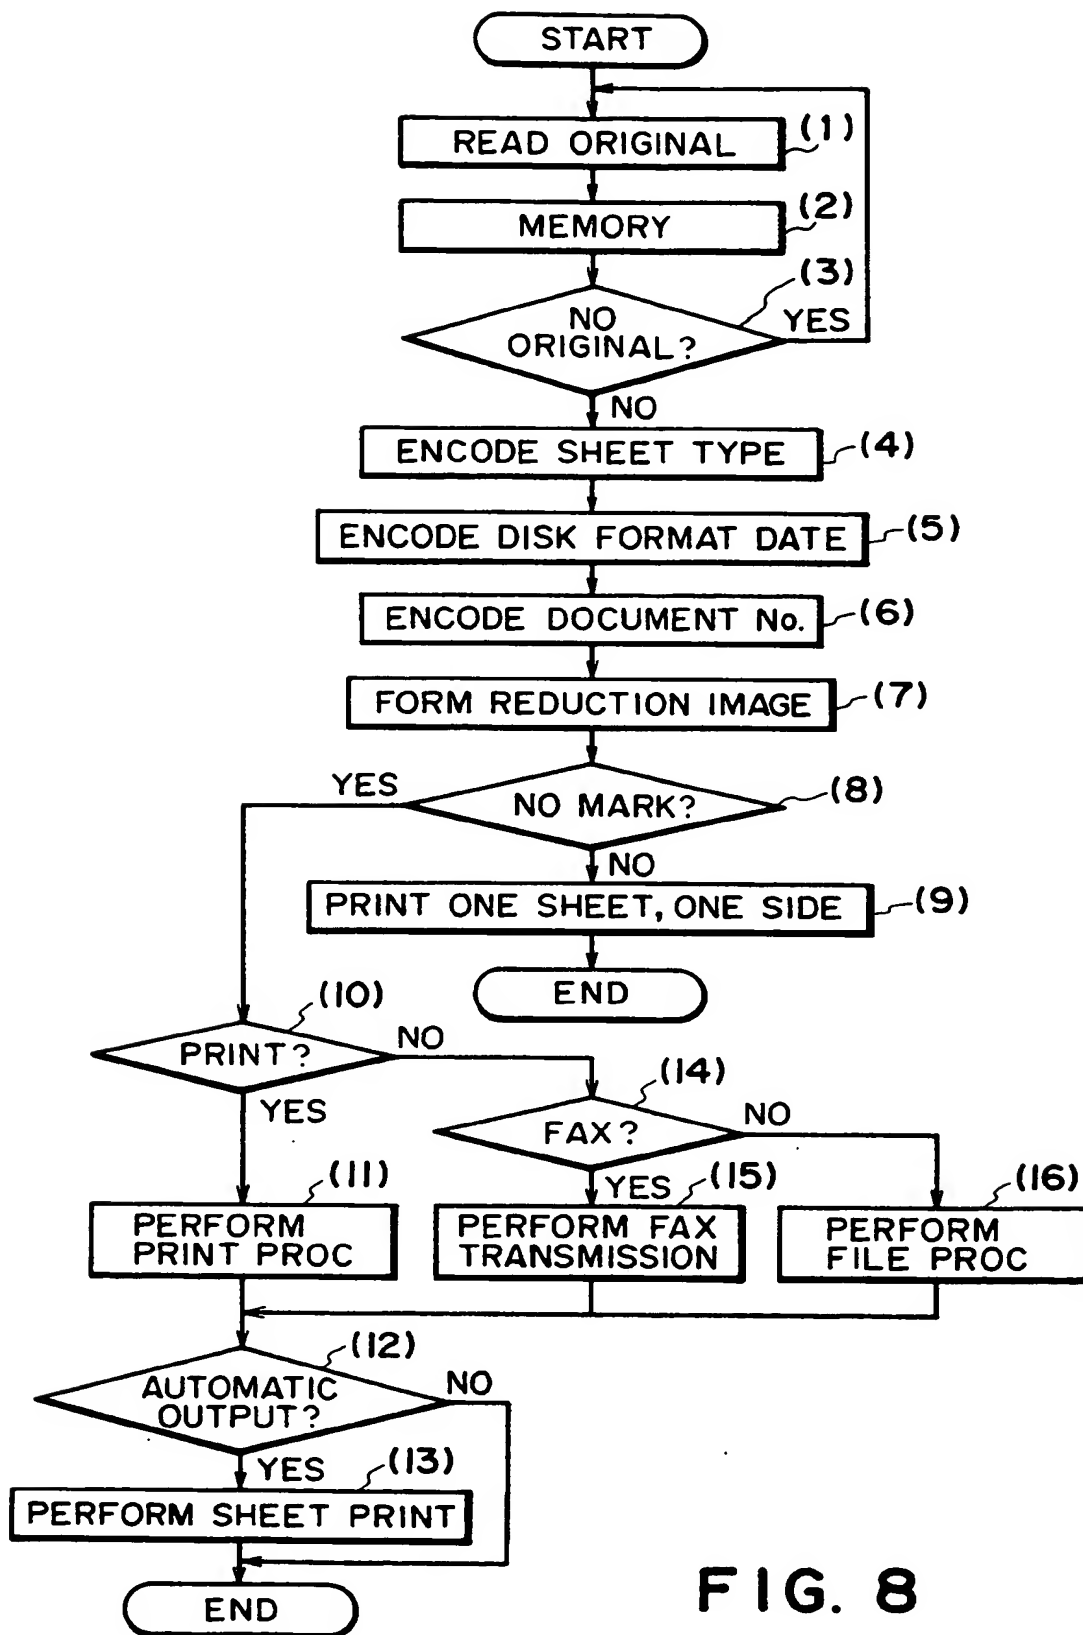 START
READ ORIGINAL
(1)
MEMORY
(2)
NO
ORIGINAL?
(3)
YES
NO
ENCODE SHEET TYPE
(4)
ENCODE DISK FORMAT DATE
(5)
ENCODE DOCUMENT No.
(6)
FORM REDUCTION IMAGE
(7)
YES
NO MARK?
(8)
NO
PRINT ONE SHEET, ONE SIDE
(9)
END
(10)
PRINT?
NO
YES
(14)
FAX?
NO
YES
(11)
PERFORM
PRINT PROC
(15)
PERFORM FAX
TRANSMISSION
(16)
PERFORM
FILE PROC
(12)
AUTOMATIC
OUTPUT?
NO
YES
(13)
PERFORM SHEET PRINT
END
FIG. 8